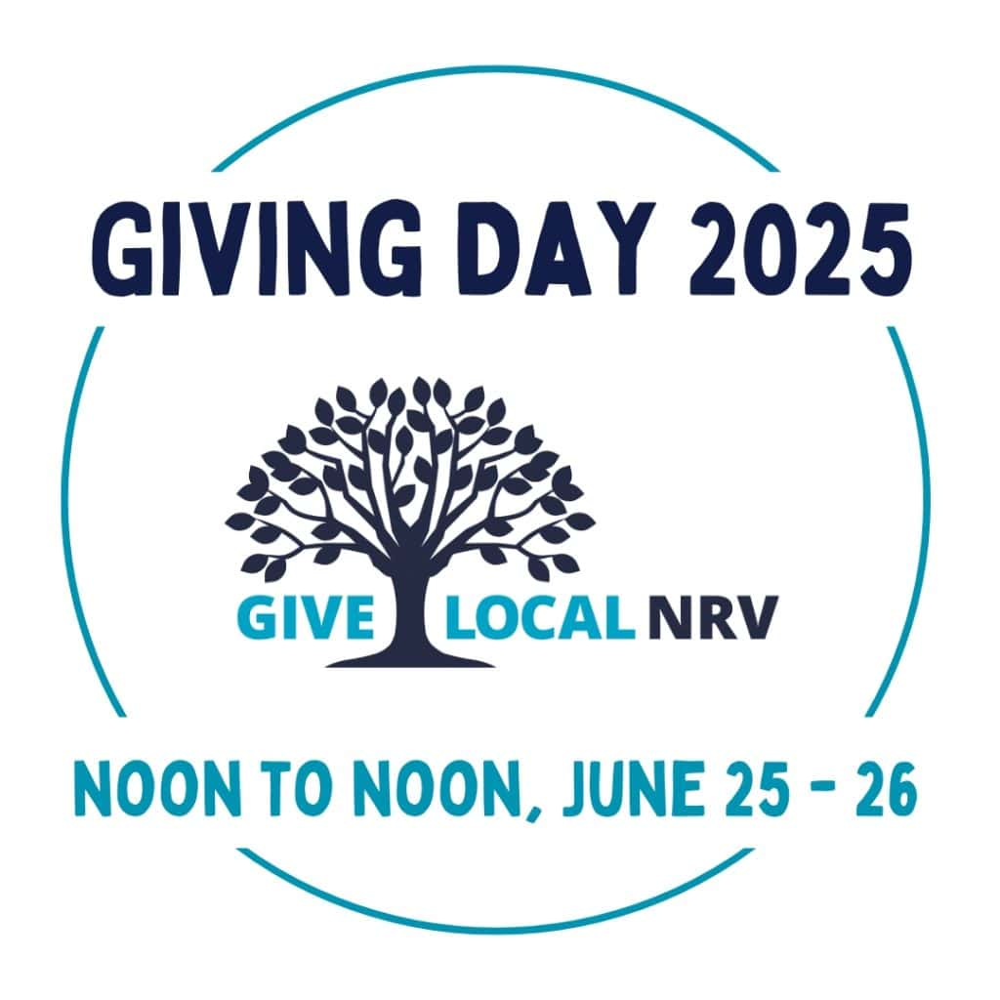 GIVING DAY 2025
GIVE LOCAL NRV
NOON TO NOON, JUNE 25 - 26